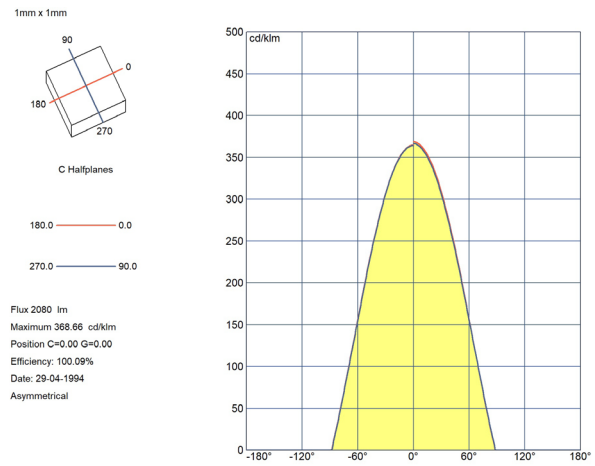 1mm x 1mm
90
0
180
270
C Halfplanes
180.0 0.0
270.0 90.0
Flux 2080 lm
Maximum 368.66 cd/klm
Position C=0.00 G=0.00
Efficiency: 100.09%
Date: 29-04-1994
Asymmetrical
500
cd/klm
450
400
350
300
250
200
150
100
50
0
-180° -120° -60° 0° 60° 120° 180°